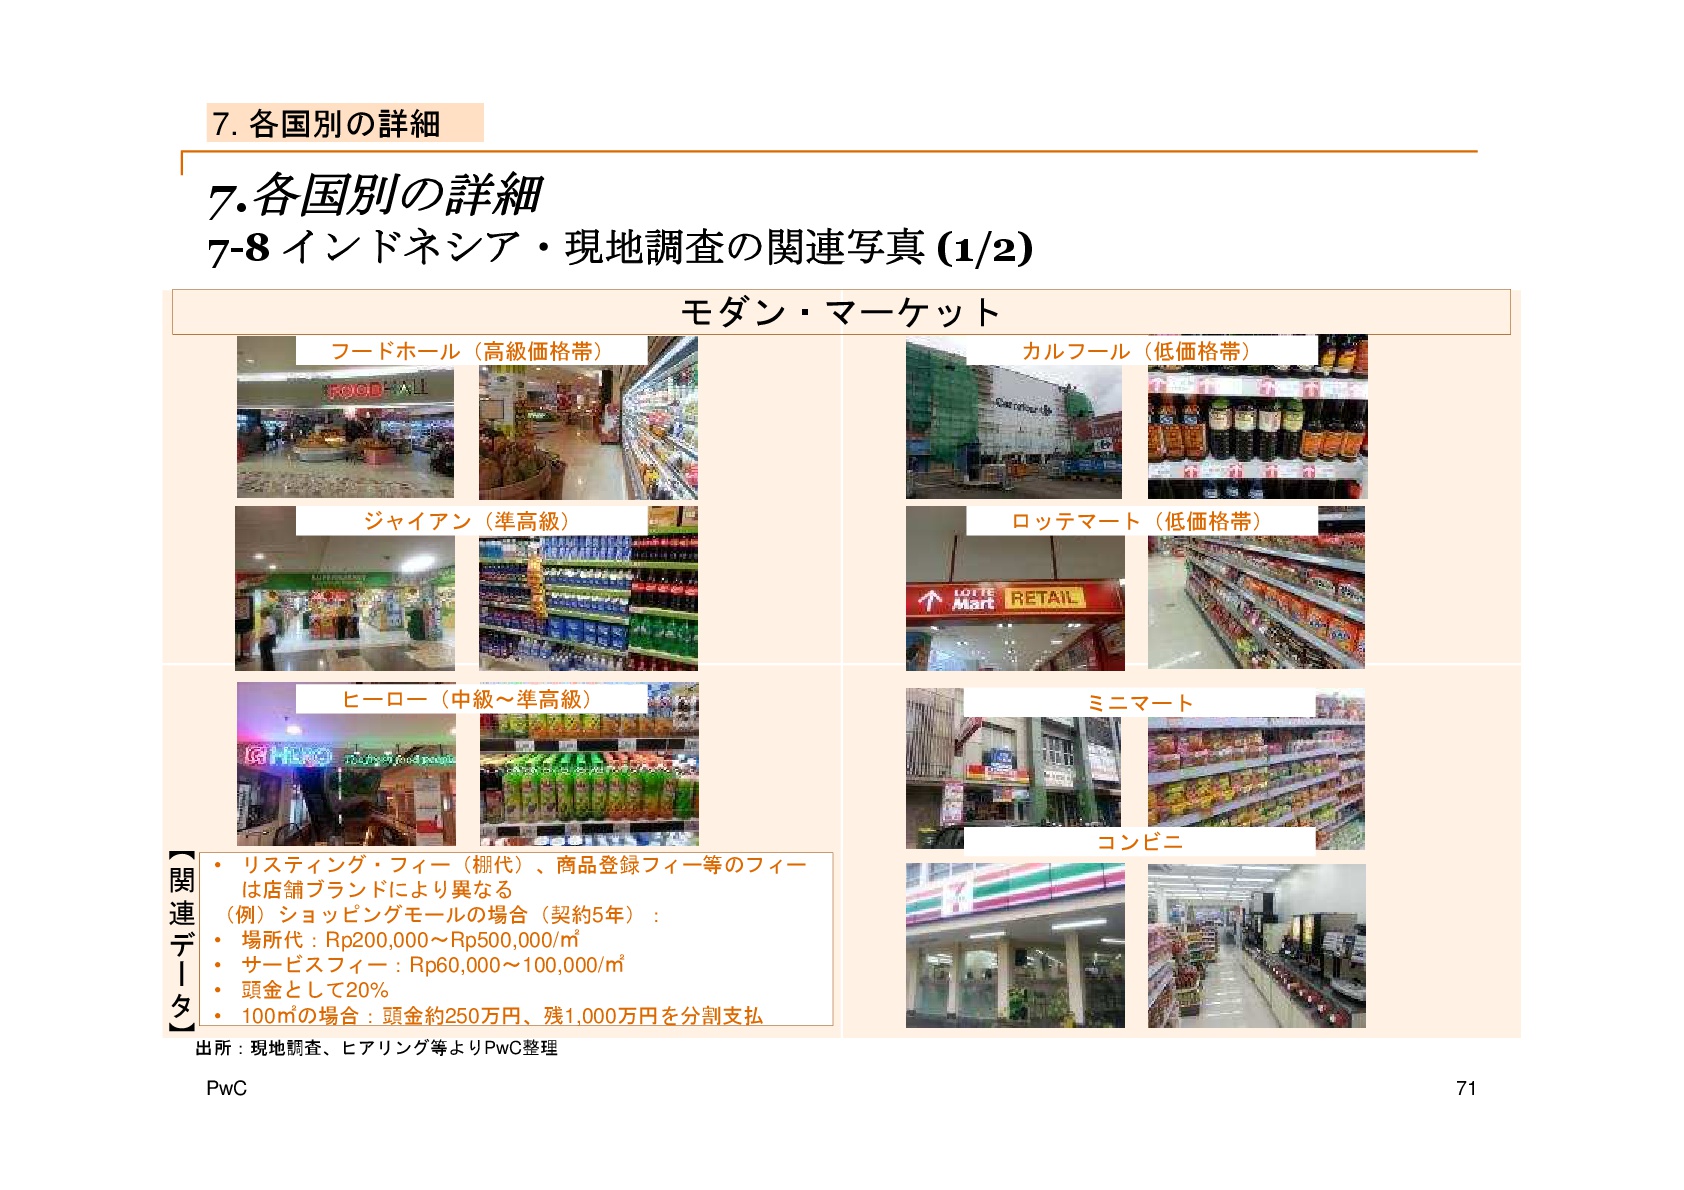 7. 各国別の詳細
7.各国別の詳細
7-8 インドネシア・現地調査の関連写真 (1/2)
モダン・マーケット
フードホール（高級価格帯）
FOODHALL
カルフール（低価格帯）
Carrefour
ジャイアン（準高級）
ロッテマート（低価格帯）
LOTTE
Mart RETAIL
ヒーロー（中級～準高級）
HERO
ミニマート
コンビニ
7
【関連データ】
• リスティング・フィー（棚代）、商品登録フィー等のフィー
は店舗ブランドにより異なる
（例）ショッピングモールの場合（契約5年）：
• 場所代：Rp200,000～Rp500,000/㎡
• サービスフィー：Rp60,000～100,000/㎡
• 頭金として20%
• 100㎡の場合：頭金約250万円、残1,000万円を分割支払
出所：現地調査、ヒアリング等よりPwC整理
PwC
71